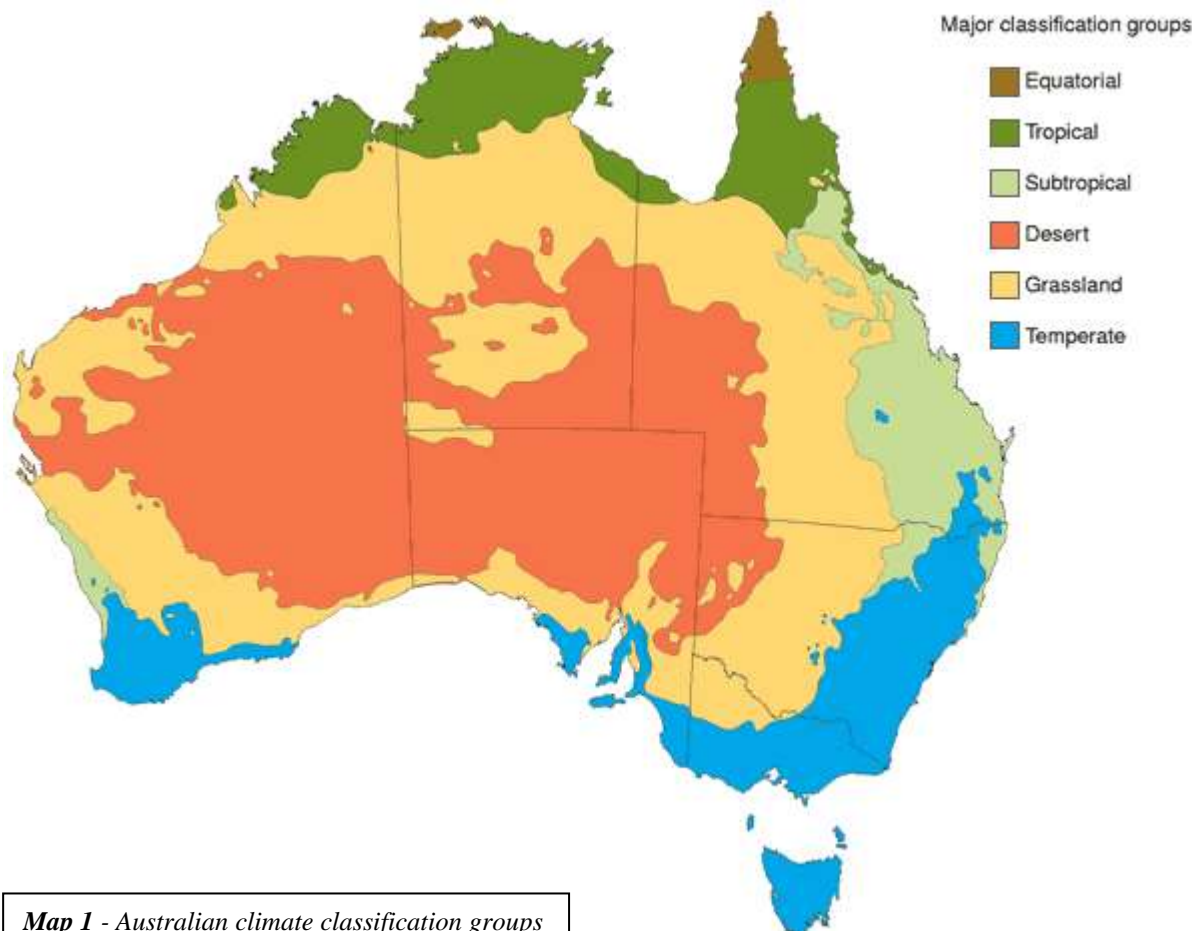 Major classification groups
Equatorial
Tropical
Subtropical
Desert
Grassland
Temperate
Map 1 - Australian climate classification groups